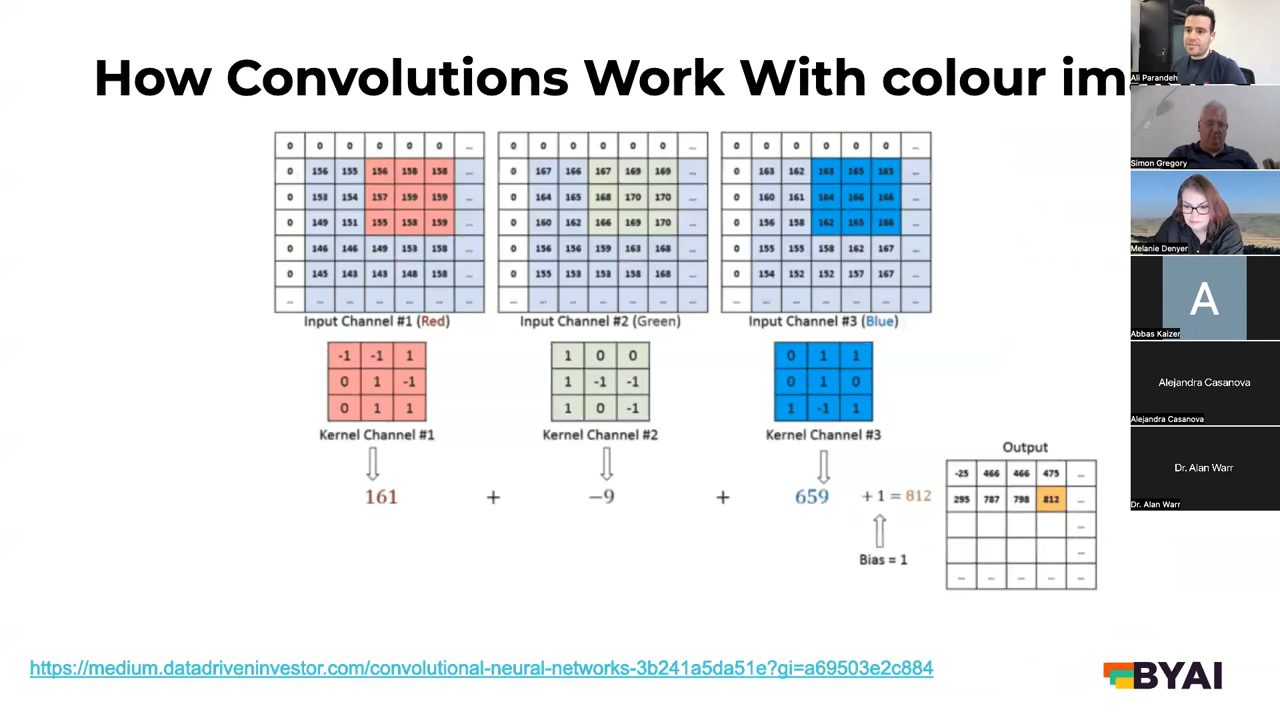 How Convolutions Work With colour im
0 0 0 0 0 ...
0 156 155 156 158 158 ...
0 153 154 157 159 159 ...
0 149 151 155 158 159 ...
0 146 146 149 153 158 ...
0 145 143 143 148 158 ...
... ... ... ... ... ... ...
Input Channel #1 (Red)
0 0 0 0 0 0 ...
0 167 166 167 169 169 ...
0 164 165 168 170 170 ...
0 160 162 166 169 170 ...
0 156 156 159 163 168 ...
0 155 153 153 158 168 ...
... ... ... ... ... ... ...
Input Channel #2 (Green)
0 0 0 0 0 0 ...
0 163 162 163 165 165 ...
0 160 161 164 166 166 ...
0 156 158 162 165 166 ...
0 155 155 158 162 167 ...
0 154 152 152 157 167 ...
... ... ... ... ... ... ...
Input Channel #3 (Blue)
-1 -1 1
0 1 -1
0 1 1
Kernel Channel #1
1 0 0
1 -1 -1
1 0 -1
Kernel Channel #2
0 1 1
0 1 0
1 -1 1
Kernel Channel #3
161 + −9 + 659 + 1 = 812
Bias = 1
Output
-25 466 466 475 ...
295 787 798 812 ...
...
...
... ... ... ... ...
https://medium.datadriveninvestor.com/convolutional-neural-networks-3b241a5da51e?gi=a69503e2c884
BYAI
Ali Parandeh
Simon Gregory
Melanie Denyer
A
Abbas Kaizer
Alejandra Casanova
Alejandra Casanova
Dr. Alan Warr
Dr. Alan Warr